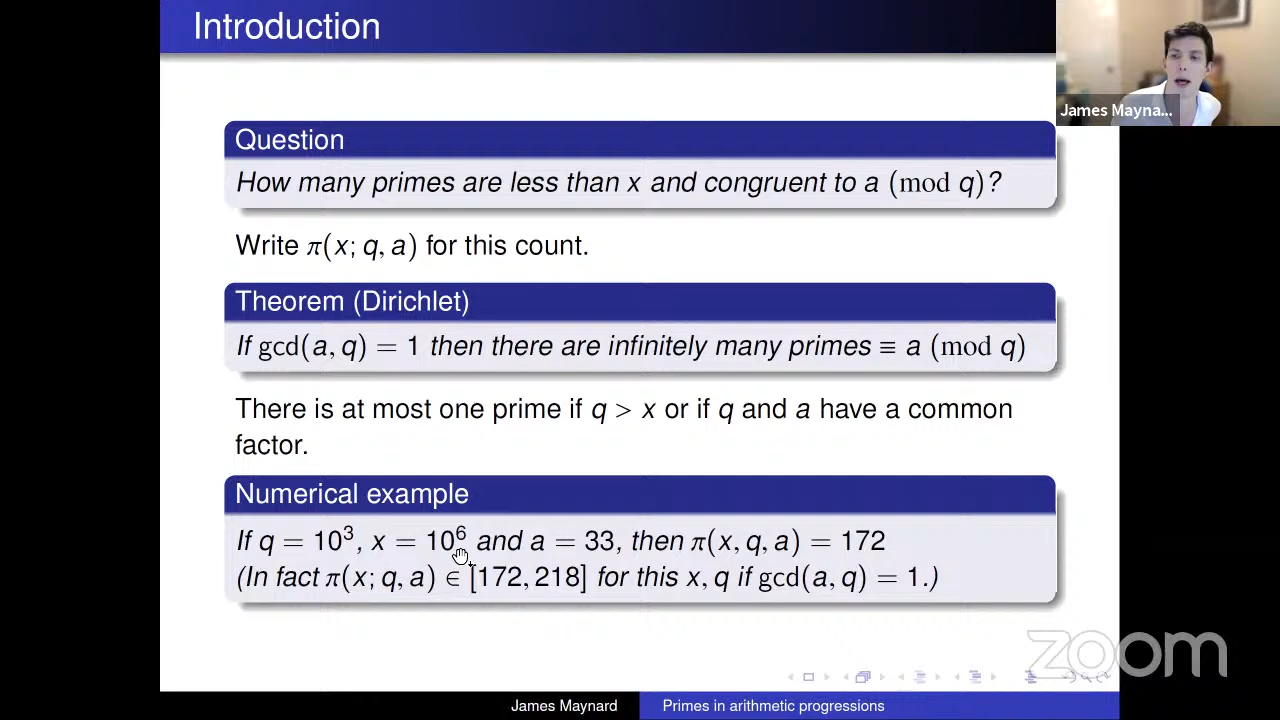 Introduction
James Mayna...
Question
How many primes are less than x and congruent to a (mod q)?
Write π(x; q, a) for this count.
Theorem (Dirichlet)
If gcd(a, q) = 1 then there are infinitely many primes ≡ a (mod q)
There is at most one prime if q > x or if q and a have a common
factor.
Numerical example
If q = 10³, x = 10⁶ and a = 33, then π(x, q, a) = 172
(In fact π(x; q, a) ∈ [172, 218] for this x, q if gcd(a, q) = 1.)
zoom
James Maynard
Primes in arithmetic progressions